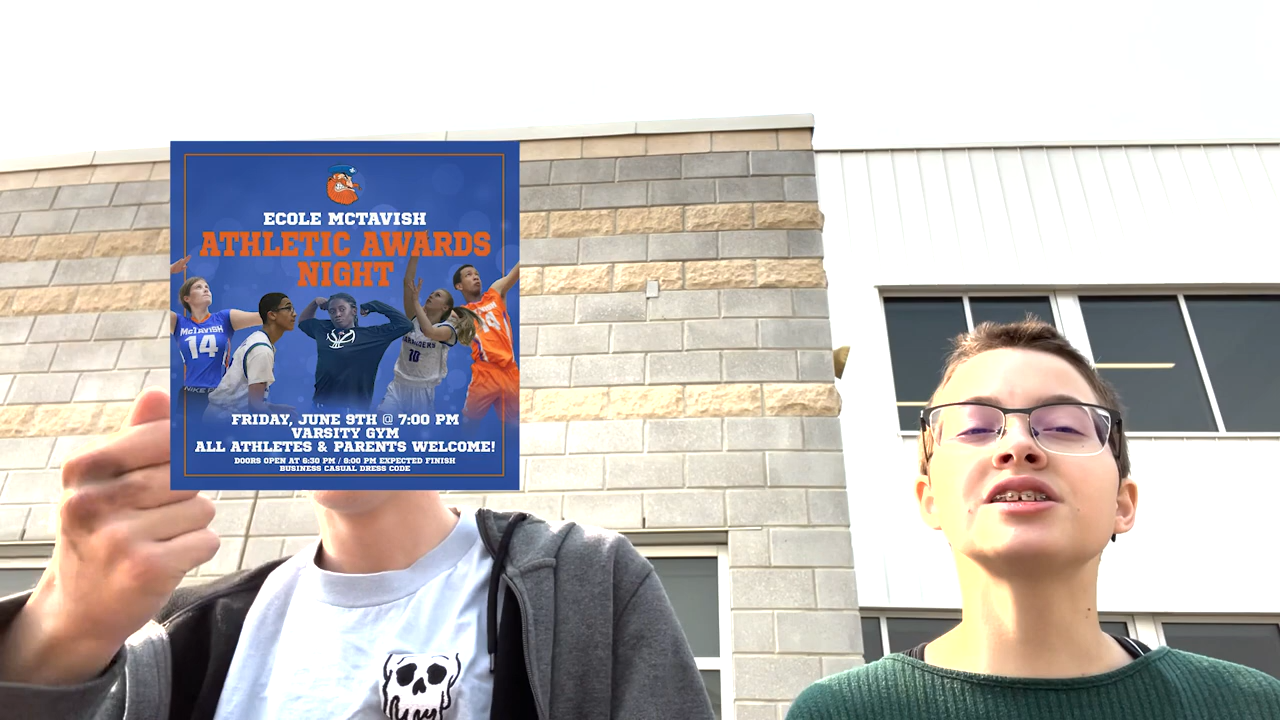 ECOLE MCTAVISH
ATHLETIC AWARDS
NIGHT
McTAVISH
14
10
14
FRIDAY, JUNE 9TH @ 7:00 PM
VARSITY GYM
ALL ATHLETES & PARENTS WELCOME!
DOORS OPEN AT 6:30 PM / 8:00 PM EXPECTED FINISH
BUSINESS CASUAL DRESS CODE